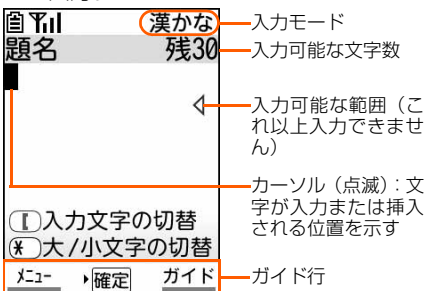 漢かな
入力モード
題名 残30
入力可能な文字数
入力可能な範囲（こ
れ以上入力できませ
ん）
カーソル（点滅）：文
字が入力または挿入
される位置を示す
入力文字の切替
大/小文字の切替
ﾒﾆｭｰ 確定 ガイド
ガイド行